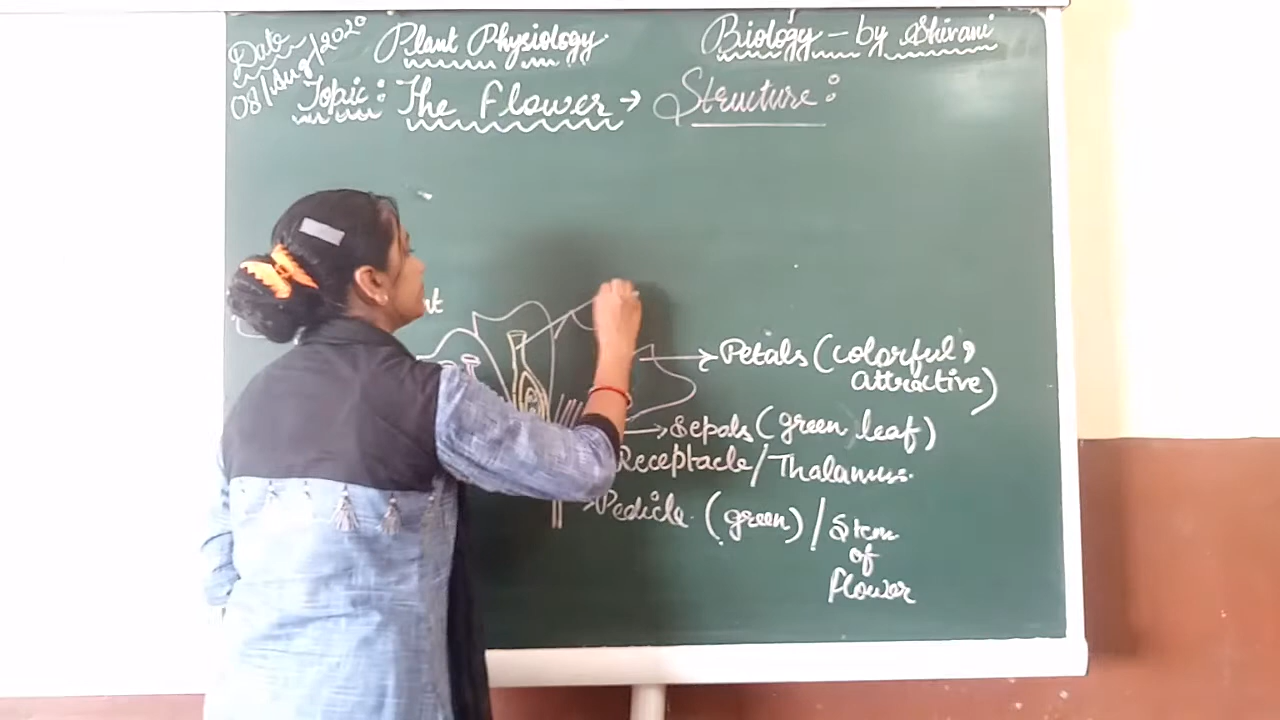 Date
08/Aug/2020
Plant Physiology
Biology - by Shivani
Topic: The Flower → Structure:
Petals (colorful,
attractive)
Sepals (green leaf)
Receptacle/Thalamus.
Pedicle. (green) / Stem
of
flower